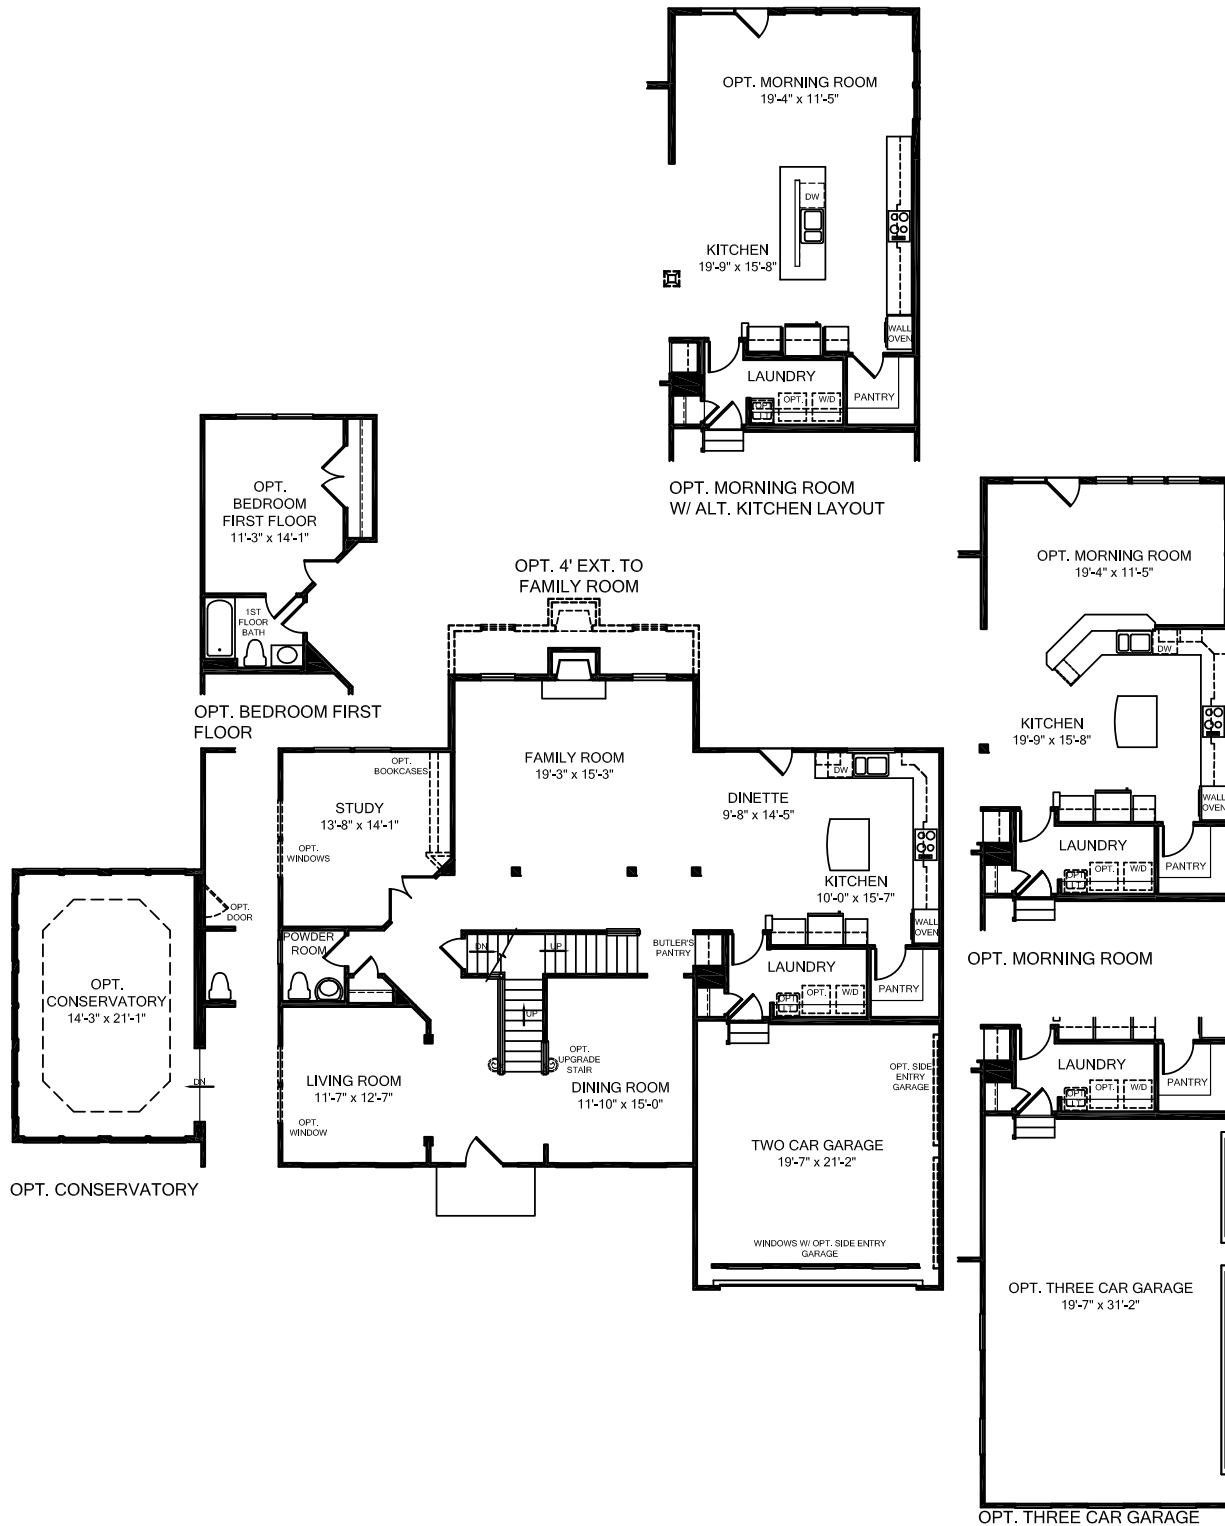 OPT. MORNING ROOM
19'-4" x 11'-5"
DW
KITCHEN
19'-9" x 15'-8"
WALL
OVEN
LAUNDRY
OPT.
OPT.
W/D
PANTRY
OPT. MORNING ROOM
W/ ALT. KITCHEN LAYOUT
OPT.
BEDROOM
FIRST FLOOR
11'-3" x 14'-1"
1ST
FLOOR
BATH
OPT. BEDROOM FIRST
FLOOR
OPT. 4' EXT. TO
FAMILY ROOM
OPT. MORNING ROOM
19'-4" x 11'-5"
DW
KITCHEN
19'-9" x 15'-8"
WALL
OVEN
LAUNDRY
OPT.
OPT.
W/D
PANTRY
OPT. MORNING ROOM
OPT.
BOOKCASES
STUDY
13'-8" x 14'-1"
OPT.
WINDOWS
FAMILY ROOM
19'-3" x 15'-3"
DINETTE
9'-8" x 14'-5"
DW
KITCHEN
10'-0" x 15'-7"
WALL
OVEN
OPT.
DOOR
POWDER
ROOM
DN
UP
UP
BUTLER'S
PANTRY
LAUNDRY
OPT.
OPT.
W/D
PANTRY
OPT.
CONSERVATORY
14'-3" x 21'-1"
DN
OPT. CONSERVATORY
LIVING ROOM
11'-7" x 12'-7"
OPT.
WINDOW
OPT.
UPGRADE
STAIR
DINING ROOM
11'-10" x 15'-0"
OPT. SIDE
ENTRY
GARAGE
TWO CAR GARAGE
19'-7" x 21'-2"
WINDOWS W/ OPT. SIDE ENTRY
GARAGE
LAUNDRY
OPT.
OPT.
W/D
PANTRY
OPT. THREE CAR GARAGE
19'-7" x 31'-2"
OPT. THREE CAR GARAGE